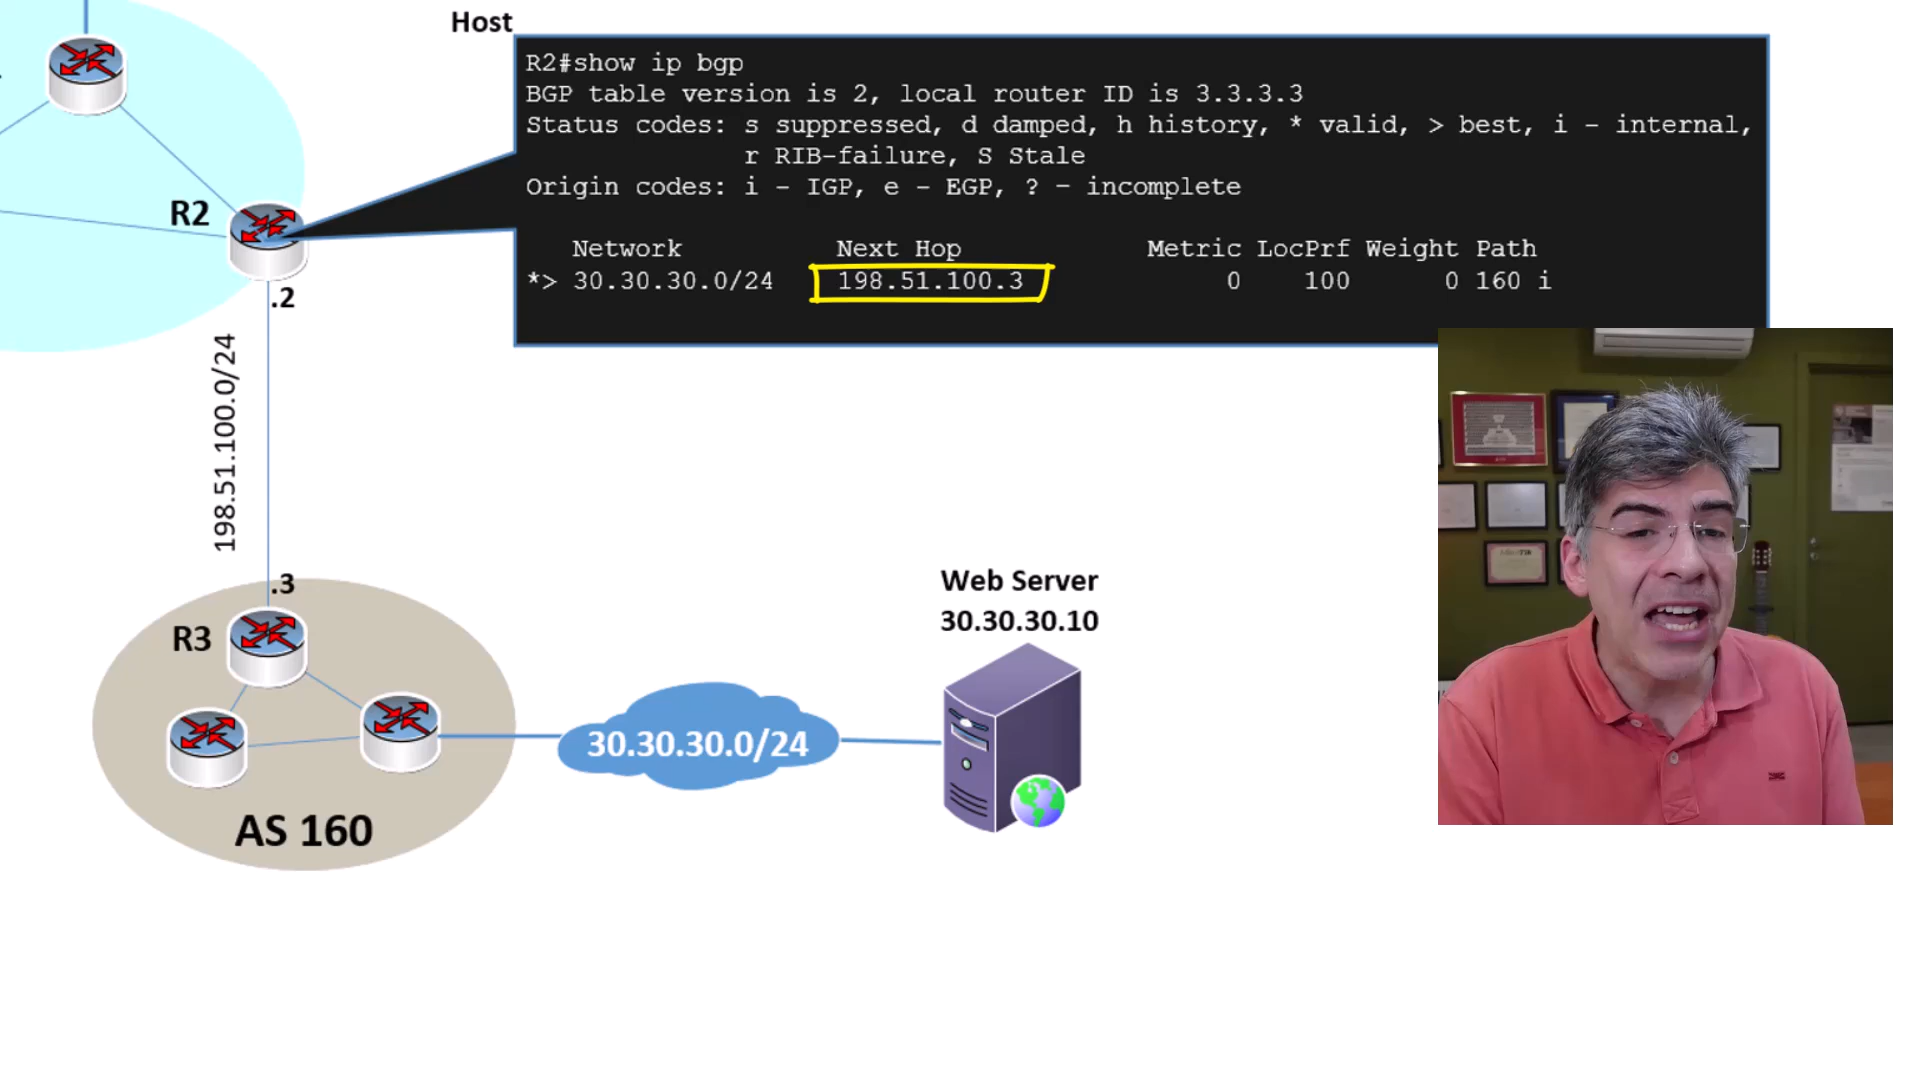 Host
R2#show ip bgp
BGP table version is 2, local router ID is 3.3.3.3
Status codes: s suppressed, d damped, h history, * valid, > best, i - internal,
r RIB-failure, S Stale
Origin codes: i - IGP, e - EGP, ? - incomplete
Network Next Hop Metric LocPrf Weight Path
*> 30.30.30.0/24 198.51.100.3 0 100 0 160 i
R2
.2
198.51.100.0/24
.3
R3
AS 160
30.30.30.0/24
Web Server
30.30.30.10